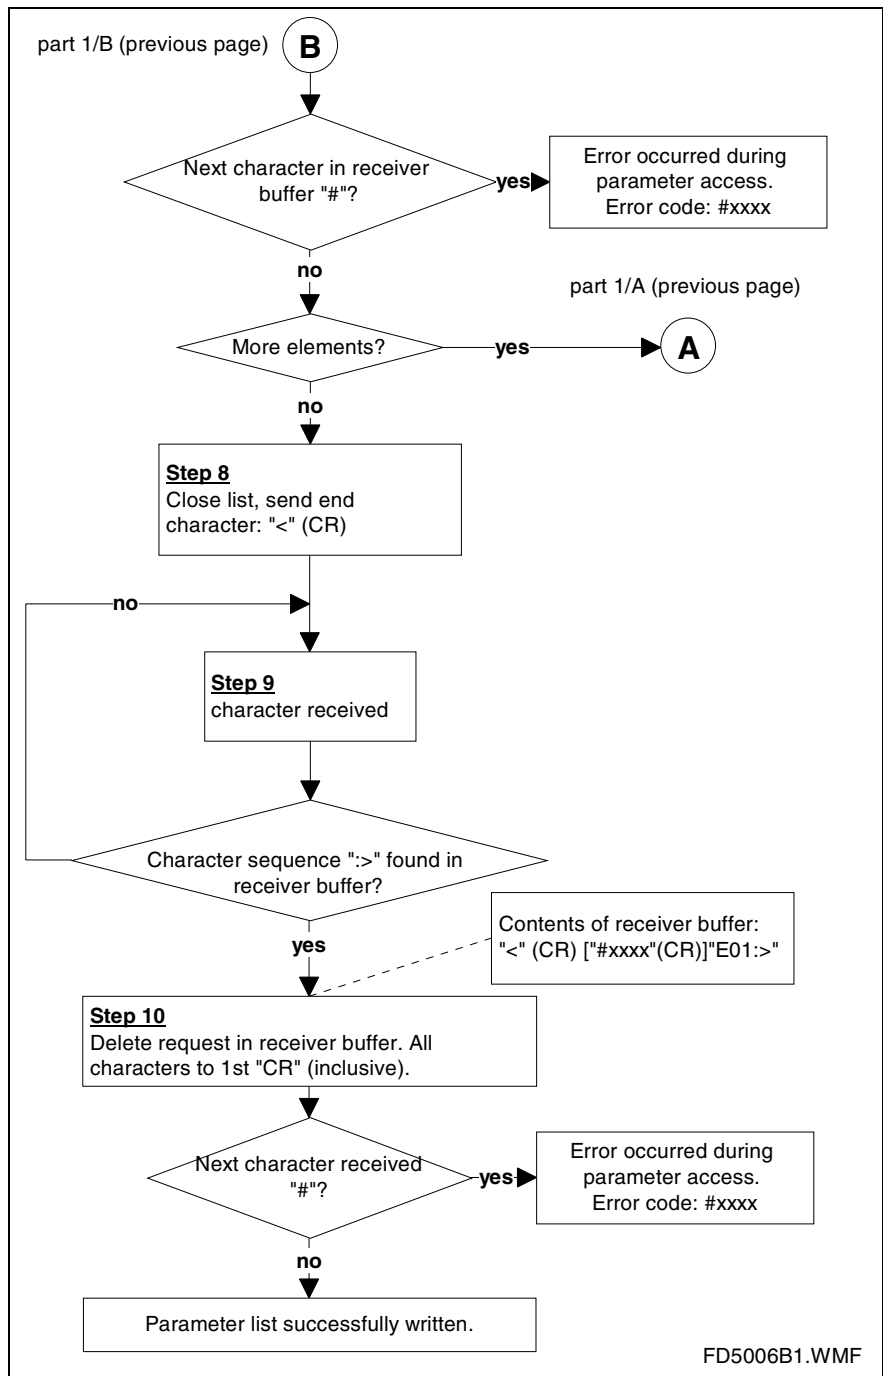 part 1/B (previous page)
B
Next character in receiver
buffer "#"?
yes
Error occurred during
parameter access.
Error code: #xxxx
no
part 1/A (previous page)
More elements?
yes
A
no
Step 8
Close list, send end
character: "<" (CR)
no
Step 9
character received
Character sequence ":>" found in
receiver buffer?
Contents of receiver buffer:
"<" (CR) ["#xxxx"(CR)]"E01:>"
yes
Step 10
Delete request in receiver buffer. All
characters to 1st "CR" (inclusive).
Next character received
"#"?
yes
Error occurred during
parameter access.
Error code: #xxxx
no
Parameter list successfully written.
FD5006B1.WMF